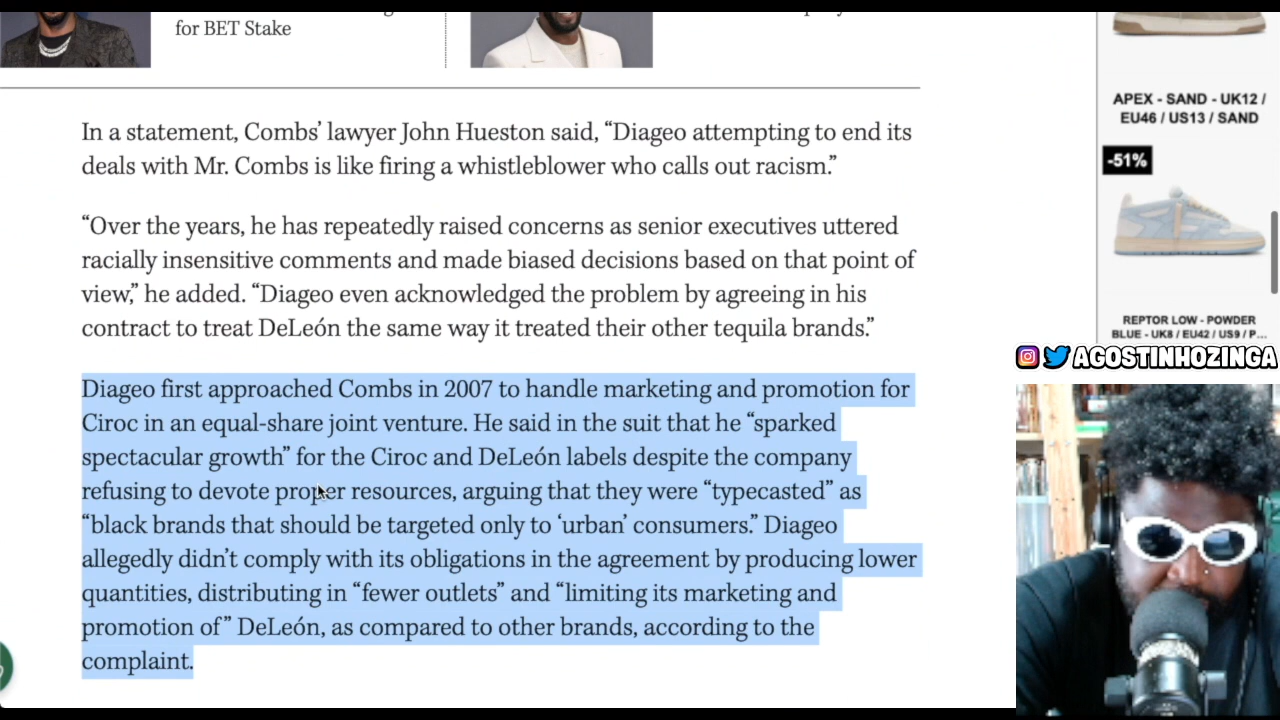 for BET Stake
In a statement, Combs’ lawyer John Hueston said, “Diageo attempting to end its
deals with Mr. Combs is like firing a whistleblower who calls out racism.”
“Over the years, he has repeatedly raised concerns as senior executives uttered
racially insensitive comments and made biased decisions based on that point of
view,” he added. “Diageo even acknowledged the problem by agreeing in his
contract to treat DeLeón the same way it treated their other tequila brands.”
Diageo first approached Combs in 2007 to handle marketing and promotion for
Ciroc in an equal-share joint venture. He said in the suit that he “sparked
spectacular growth” for the Ciroc and DeLeón labels despite the company
refusing to devote proper resources, arguing that they were “typecasted” as
“black brands that should be targeted only to ‘urban’ consumers.” Diageo
allegedly didn’t comply with its obligations in the agreement by producing lower
quantities, distributing in “fewer outlets” and “limiting its marketing and
promotion of” DeLeón, as compared to other brands, according to the
complaint.
APEX - SAND - UK12 /
EU46 / US13 / SAND
-51%
REPTOR LOW - POWDER
BLUE - UK8 / EU42 / US9 / P...
AGOSTINHOZINGA